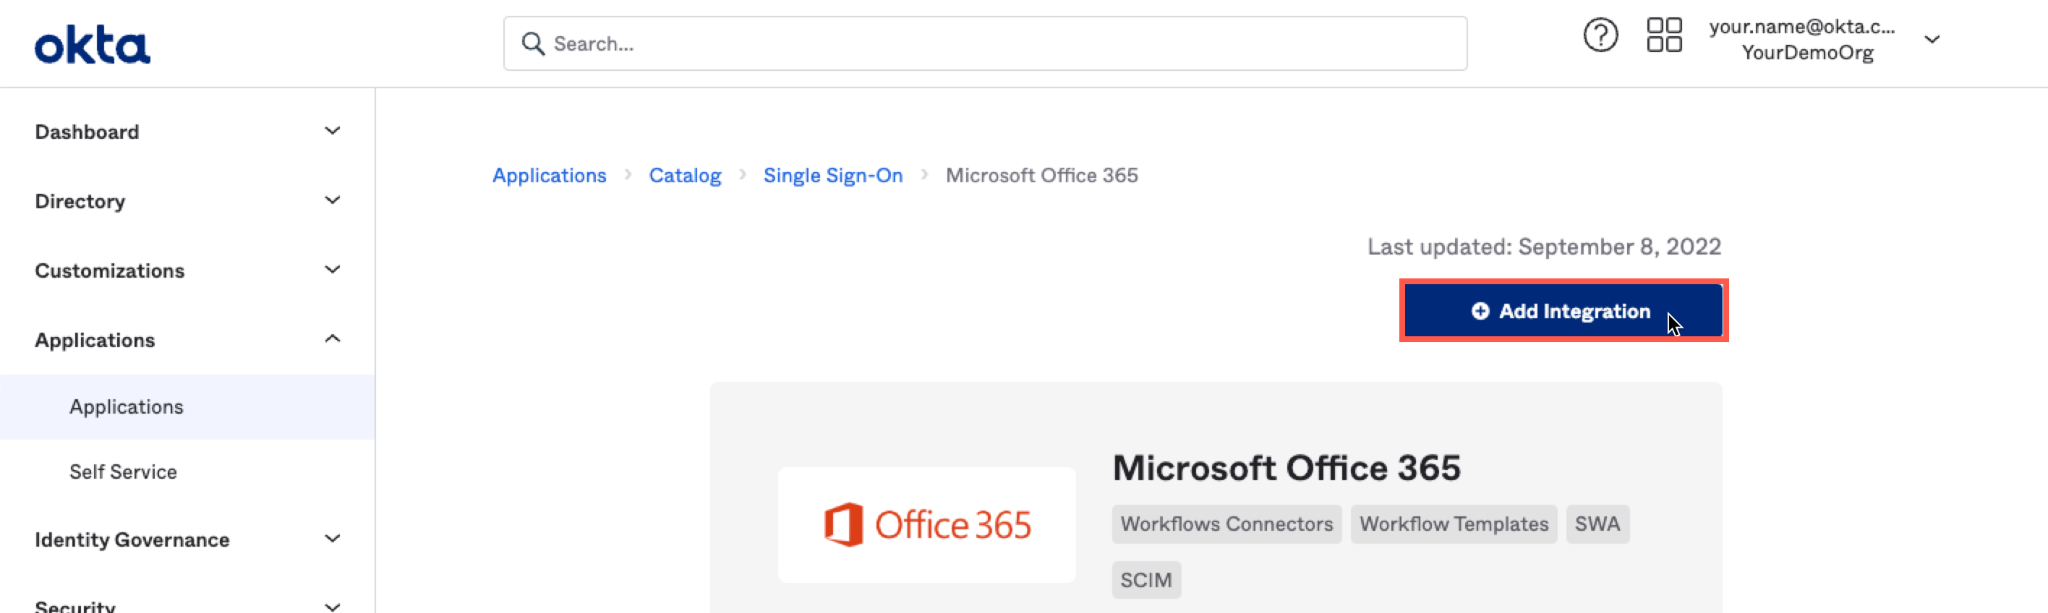 okta
Search...
your.name@okta.c...
YourDemoOrg
Dashboard
Directory
Customizations
Applications
Applications
Self Service
Identity Governance
Security
Applications > Catalog > Single Sign-On > Microsoft Office 365
Last updated: September 8, 2022
Add Integration
Office 365
Microsoft Office 365
Workflows Connectors Workflow Templates SWA
SCIM